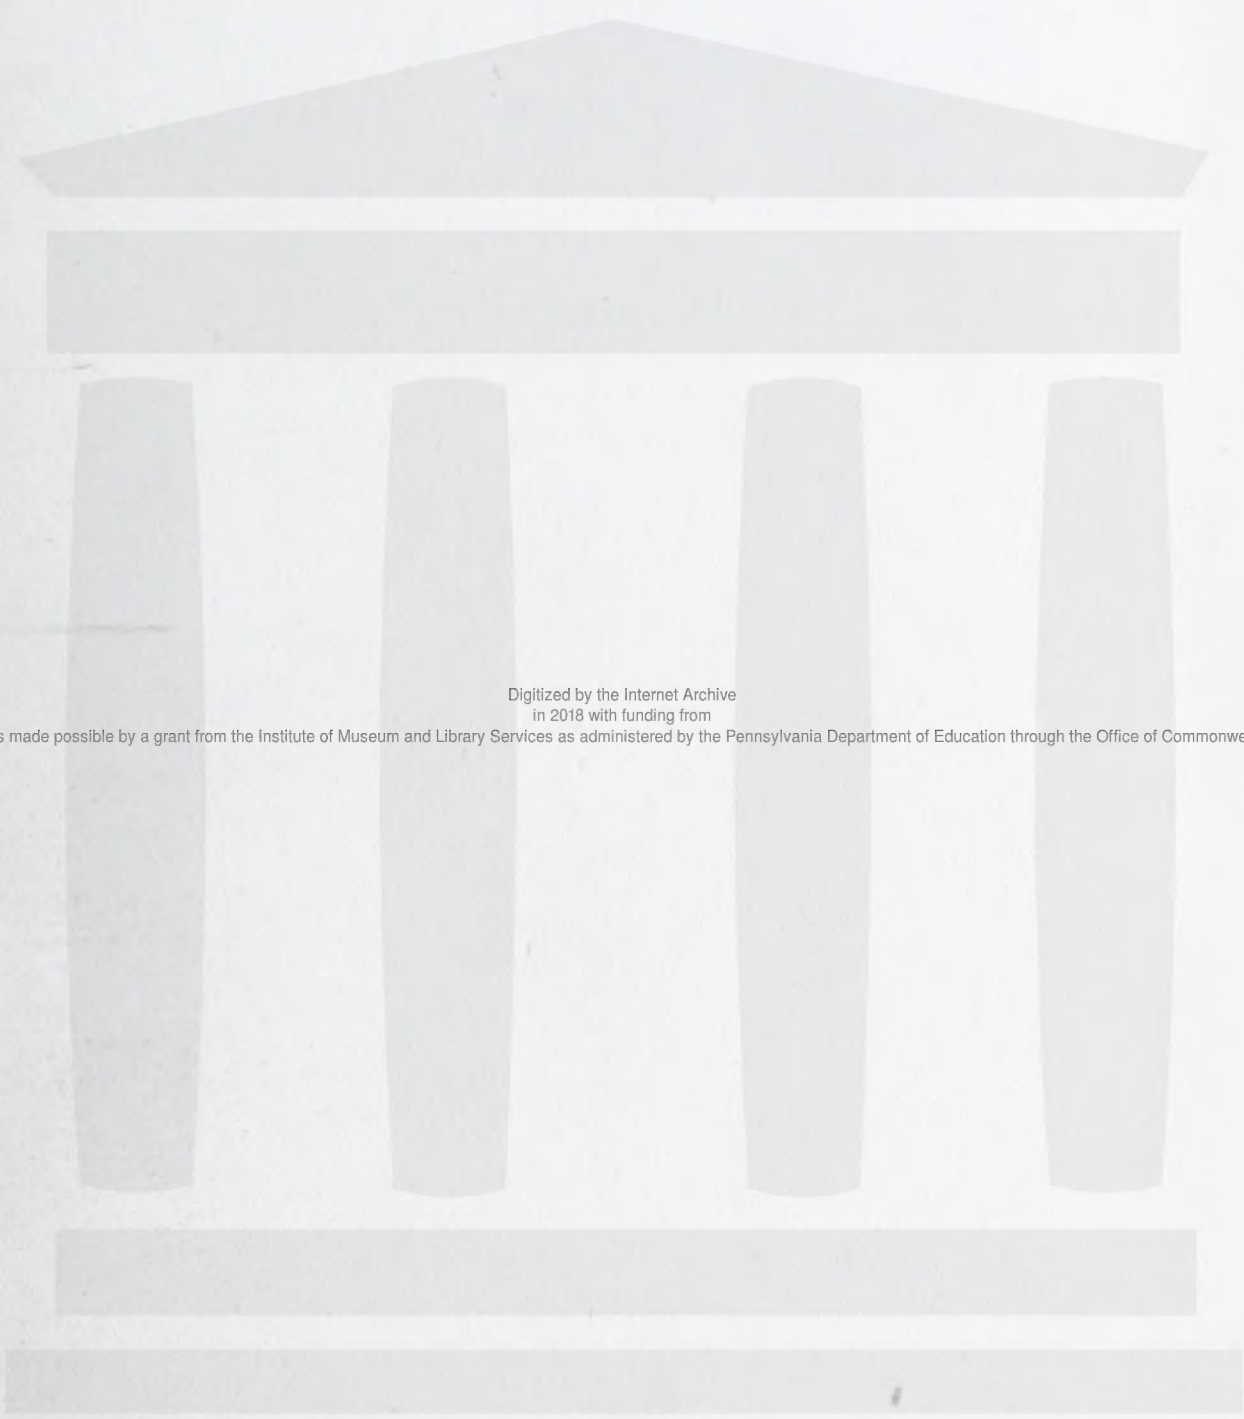 Digitized by the Internet Archive
in 2018 with funding from
made possible by a grant from the Institute of Museum and Library Services as administered by the Pennsylvania Department of Education through the Office of